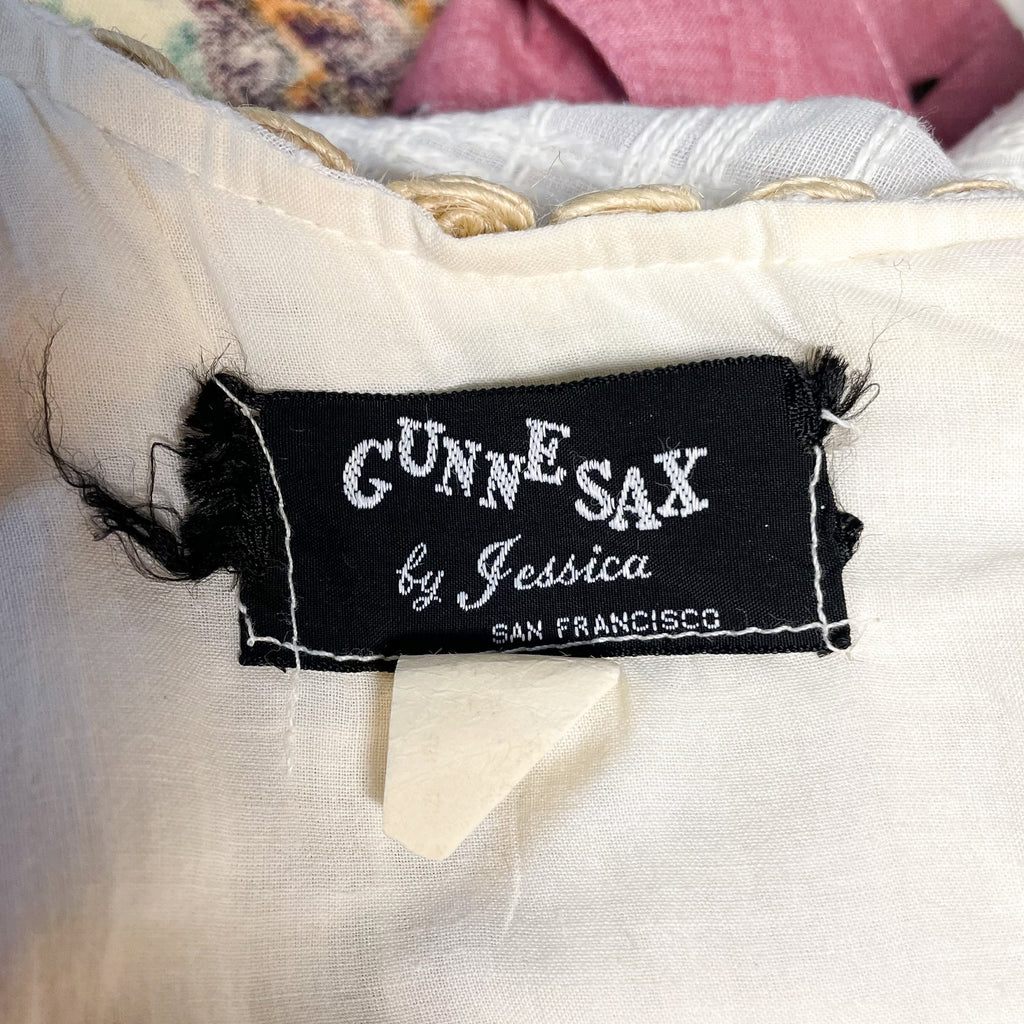 GUNNE SAX
by Jessica
SAN FRANCISCO